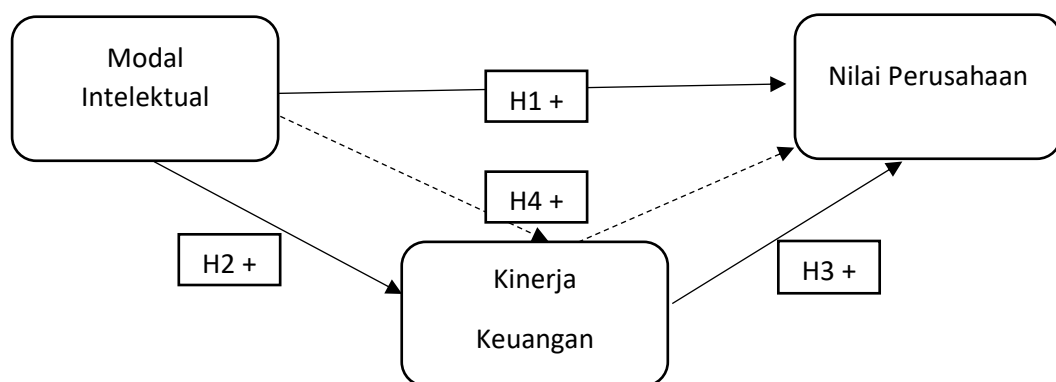 Modal
Intelektual
H1 +
Nilai Perusahaan
H4 +
H2 +
Kinerja
Keuangan
H3 +